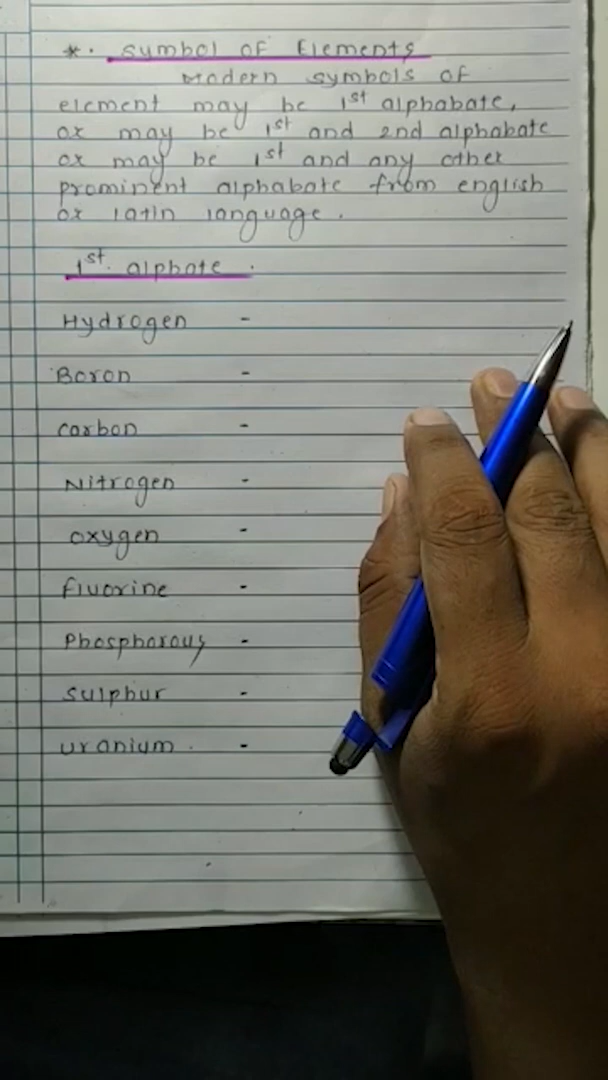 *. Symbol of Elements
Modern symbols of
element may be 1st alphabate,
or may be 1st and 2nd alphabate
or may be 1st and any other
prominent alphabate from english
or latin language.
1st alphate.
Hydrogen -
Boron -
carbon -
Nitrogen -
oxygen -
fluorine -
Phosphorous -
Sulphur -
uranium. -